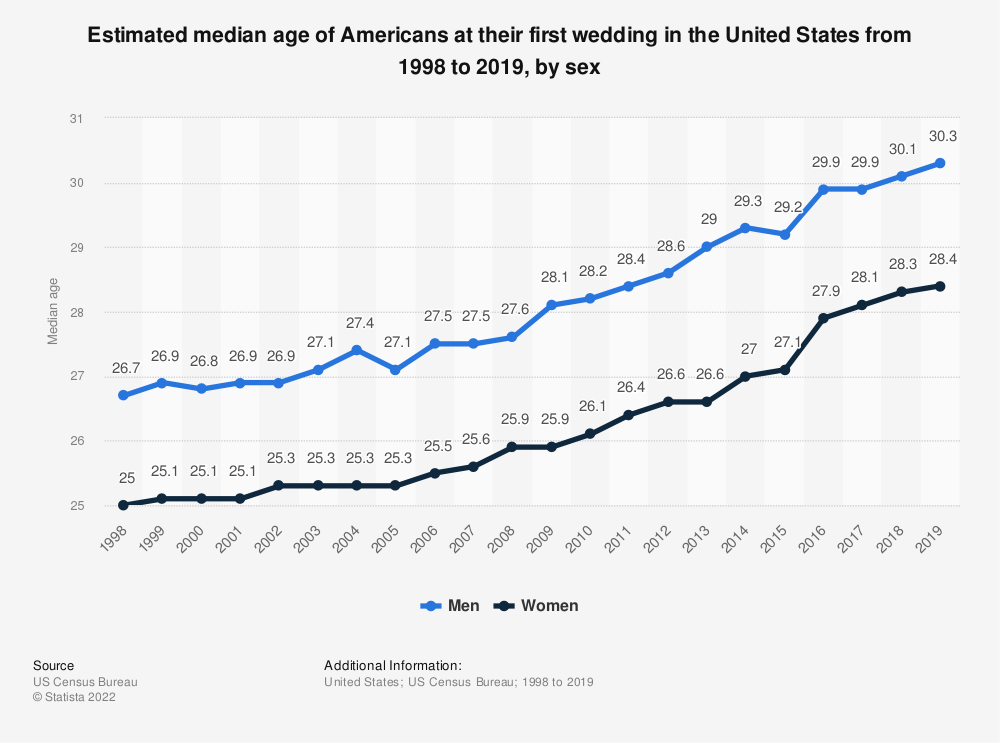 Estimated median age of Americans at their first wedding in the United States from
1998 to 2019, by sex
31
30
29
28
27
26
25
Median age
26.7 26.9 26.8 26.9 26.9 27.1 27.4 27.1 27.5 27.5 27.6 28.1 28.2 28.4 28.6 29 29.3 29.2 29.9 29.9 30.1 30.3
25 25.1 25.1 25.1 25.3 25.3 25.3 25.3 25.5 25.6 25.9 25.9 26.1 26.4 26.6 26.6 27 27.1 27.9 28.1 28.3 28.4
1998 1999 2000 2001 2002 2003 2004 2005 2006 2007 2008 2009 2010 2011 2012 2013 2014 2015 2016 2017 2018 2019
Men Women
Source
US Census Bureau
© Statista 2022
Additional Information:
United States; US Census Bureau; 1998 to 2019